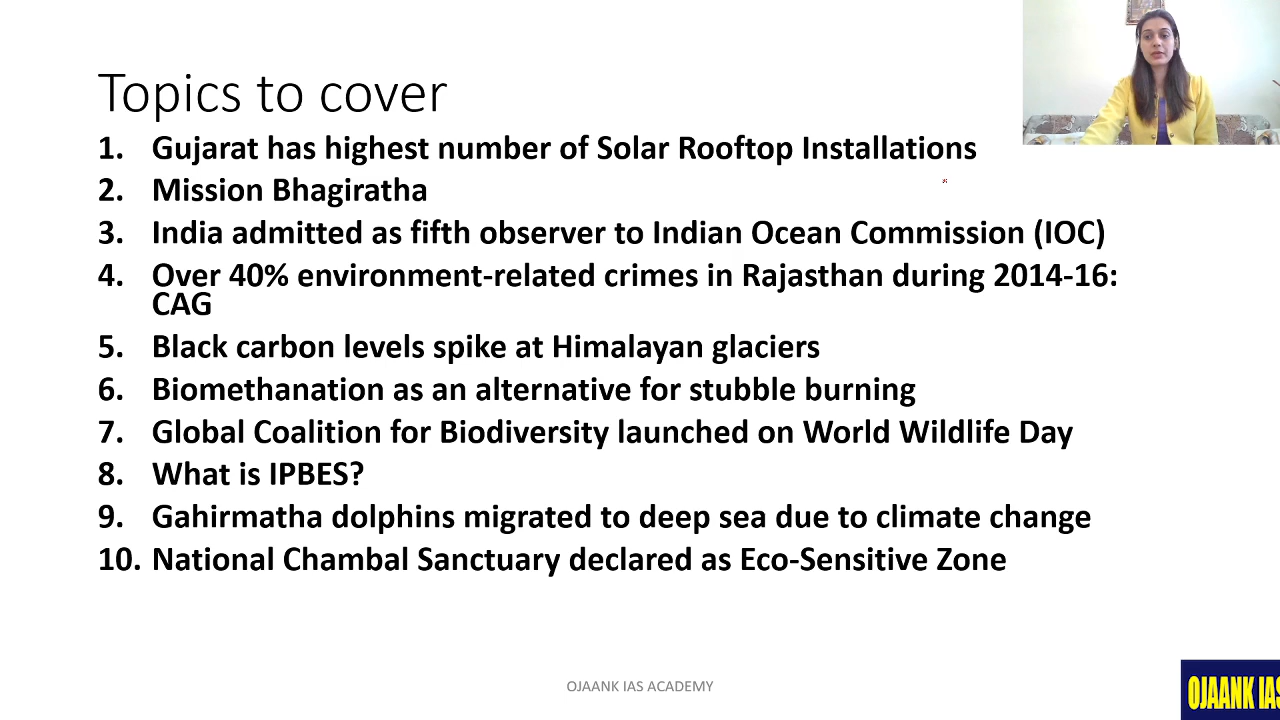 Topics to cover
1. Gujarat has highest number of Solar Rooftop Installations
2. Mission Bhagiratha
3. India admitted as fifth observer to Indian Ocean Commission (IOC)
4. Over 40% environment-related crimes in Rajasthan during 2014-16:
CAG
5. Black carbon levels spike at Himalayan glaciers
6. Biomethanation as an alternative for stubble burning
7. Global Coalition for Biodiversity launched on World Wildlife Day
8. What is IPBES?
9. Gahirmatha dolphins migrated to deep sea due to climate change
10. National Chambal Sanctuary declared as Eco-Sensitive Zone
OJAANK IAS ACADEMY
OJAANK IAS